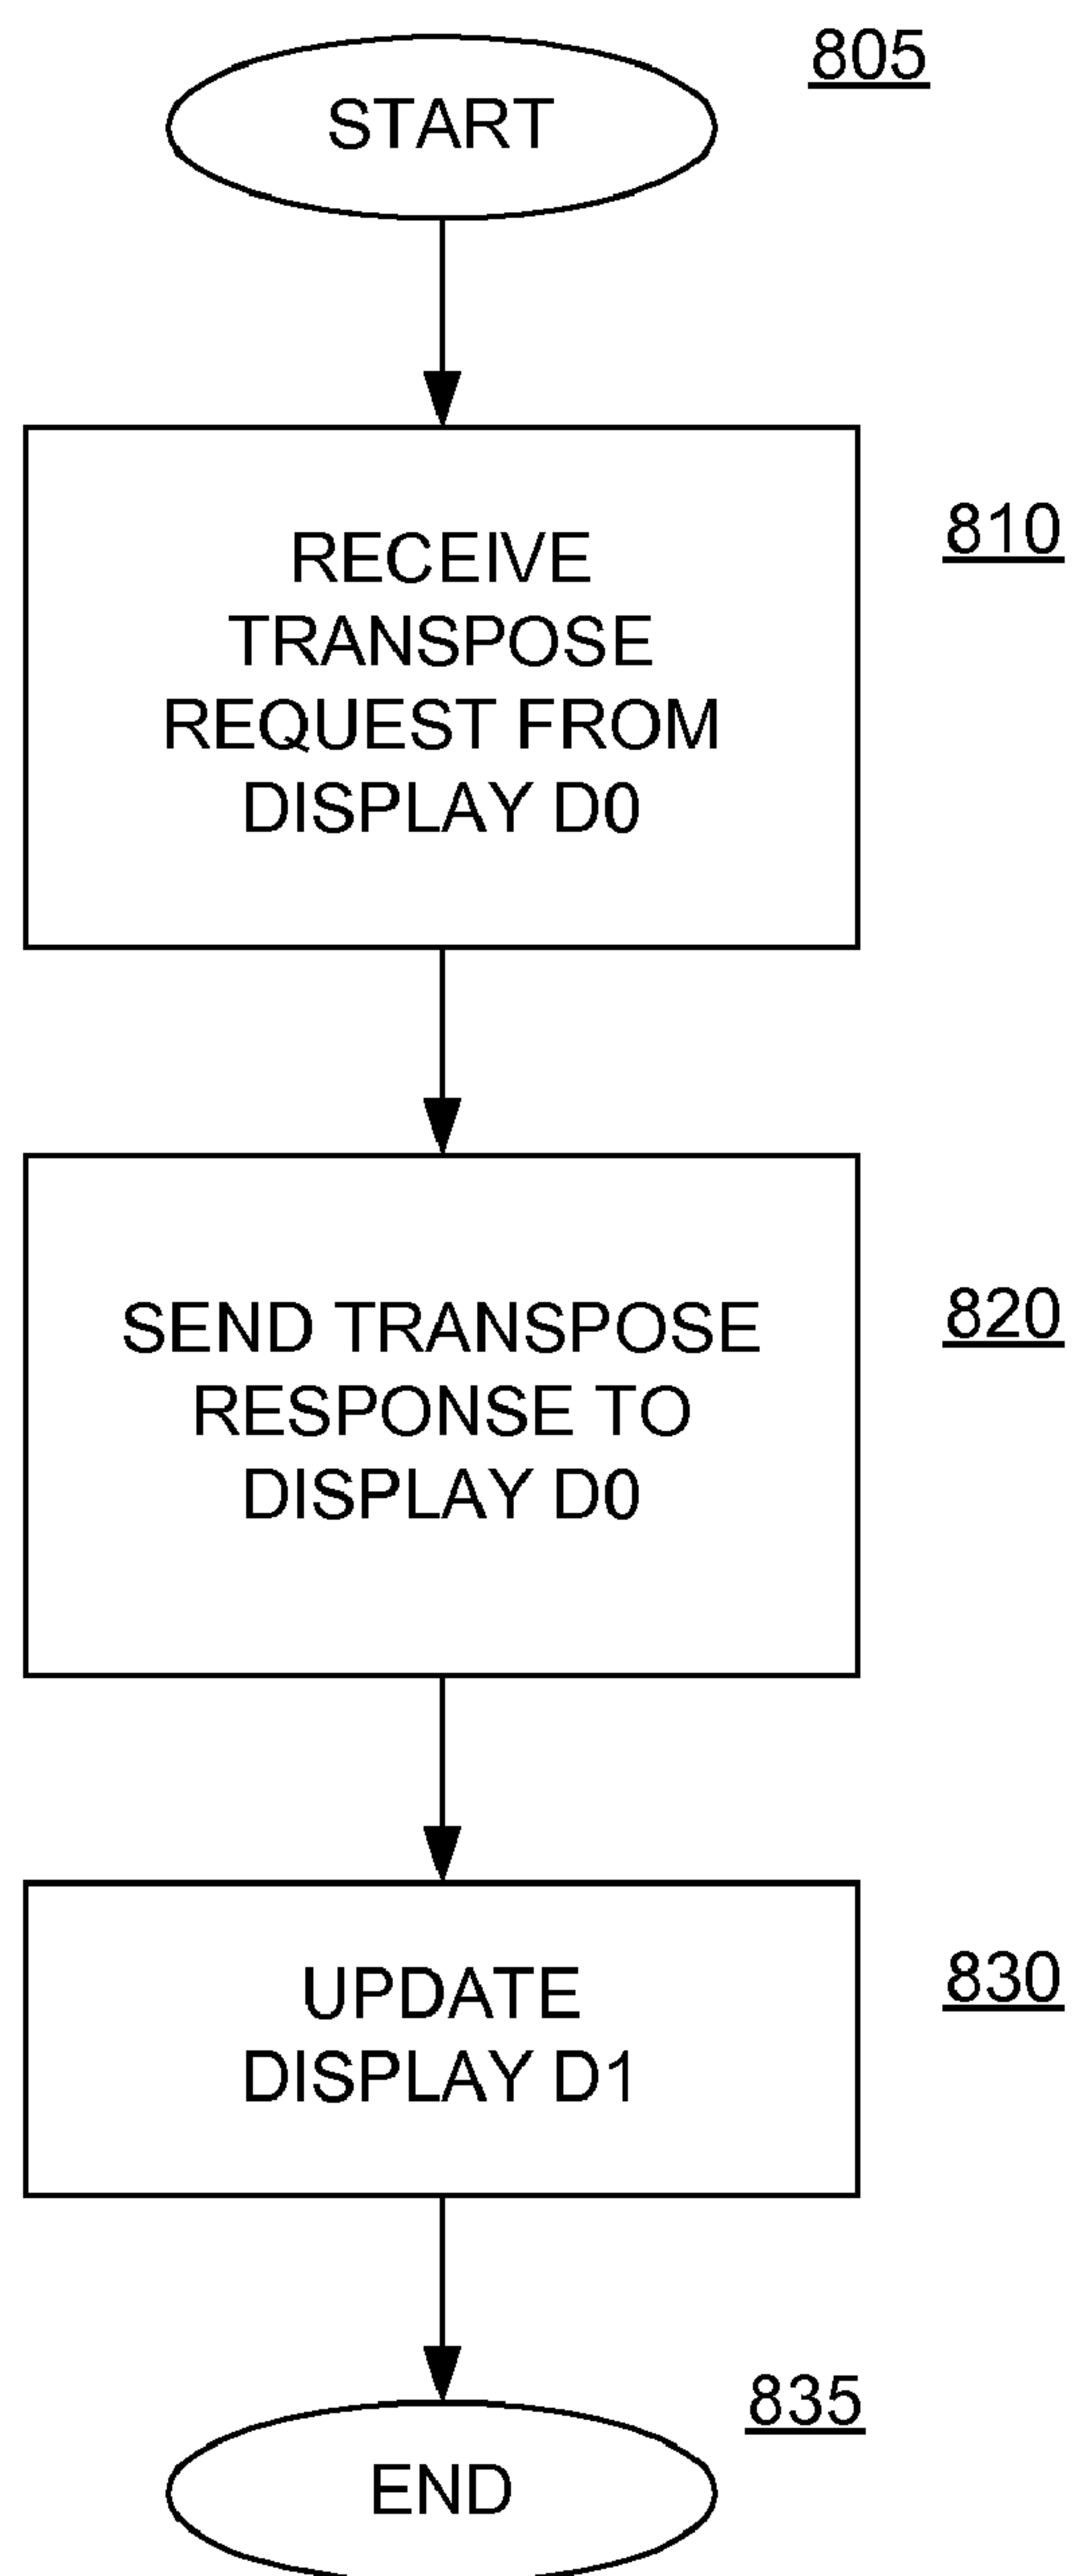 805
START
810
RECEIVE
TRANSPOSE
REQUEST FROM
DISPLAY D0
820
SEND TRANSPOSE
RESPONSE TO
DISPLAY D0
830
UPDATE
DISPLAY D1
835
END